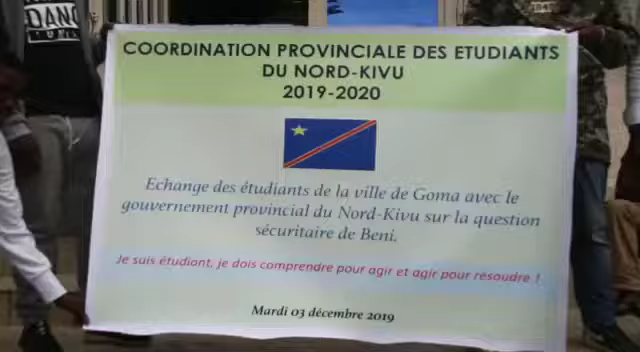 DANC
COORDINATION PROVINCIALE DES ETUDIANTS
DU NORD-KIVU
2019-2020
Echange des étudiants de la ville de Goma avec le
gouvernement provincial du Nord-Kivu sur la question
sécuritaire de Beni.
Je suis étudiant, je dois comprendre pour agir et agir pour resoudre !
Mardi 03 décembre 2019